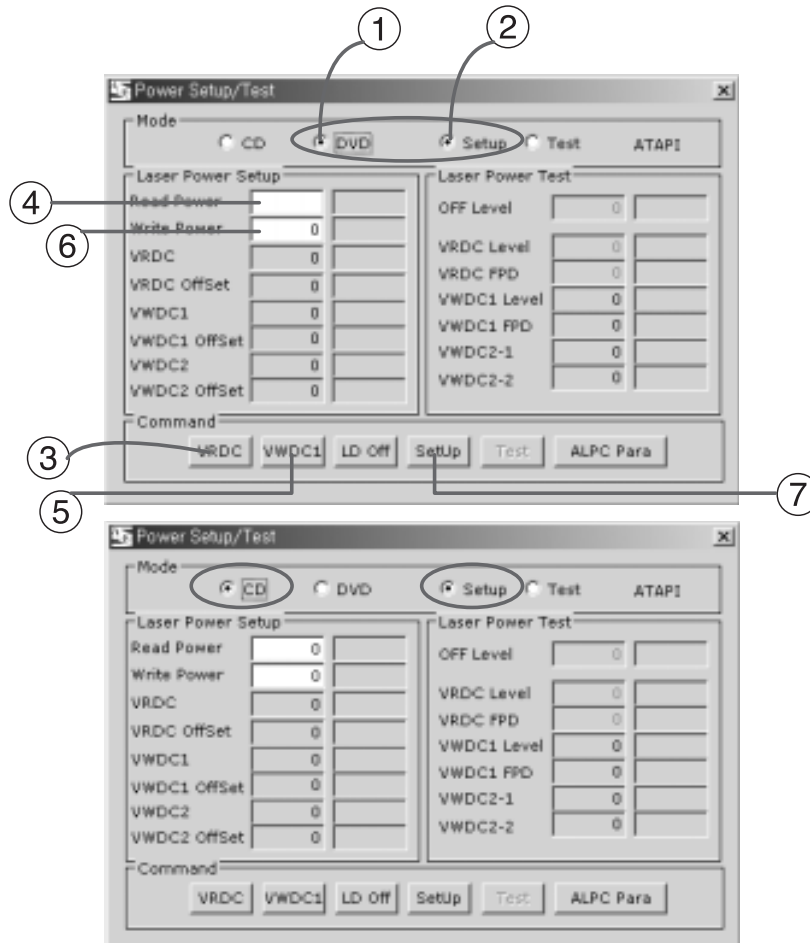 ① ②
Power Setup/Test
Mode
CD DVD Setup Test ATAPI
Laser Power Setup Laser Power Test
④ Read Power OFF Level 0
⑥ Write Power 0
VRDC 0 VRDC Level 0
VRDC OffSet 0 VRDC FPD 0
VWDC1 0 VWDC1 Level 0
VWDC1 OffSet 0 VWDC1 FPD 0
VWDC2 0 VWDC2-1 0
VWDC2 OffSet 0 VWDC2-2 0
Command
③ VRDC VWDC1 LD Off SetUp Test ALPC Para
⑤ ⑦
Power Setup/Test
Mode
CD DVD Setup Test ATAPI
Laser Power Setup Laser Power Test
Read Power 0 OFF Level 0
Write Power 0
VRDC 0 VRDC Level 0
VRDC OffSet 0 VRDC FPD 0
VWDC1 0 VWDC1 Level 0
VWDC1 OffSet 0 VWDC1 FPD 0
VWDC2 0 VWDC2-1 0
VWDC2 OffSet 0 VWDC2-2 0
Command
VRDC VWDC1 LD Off SetUp Test ALPC Para